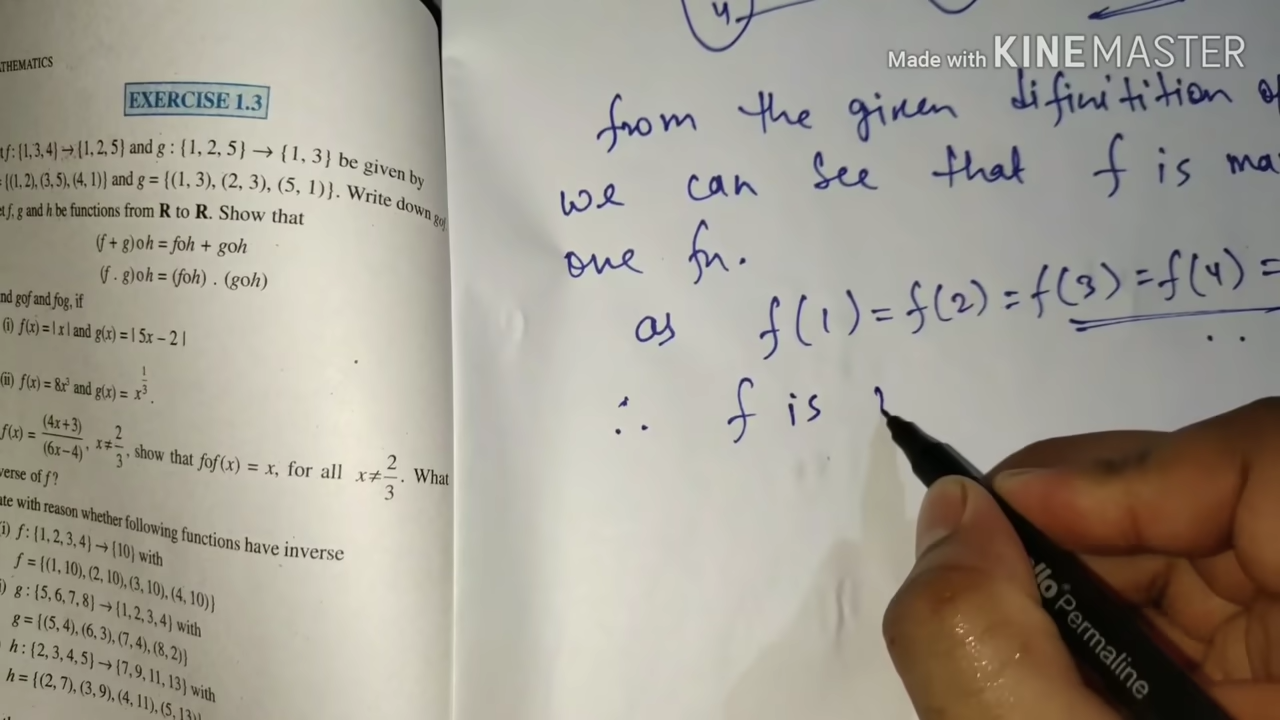 THEMATICS
EXERCISE 1.3
f : {1, 3, 4} → {1, 2, 5} and g : {1, 2, 5} → {1, 3} be given by
{(1, 2), (3, 5), (4, 1)} and g = {(1, 3), (2, 3), (5, 1)}. Write down gof
f, g and h be functions from R to R. Show that
(f + g)oh = foh + goh
(f . g)oh = (foh) . (goh)
nd gof and fog, if
(i) f(x) = | x | and g(x) = | 5x – 2 |
(ii) f(x) = 8x³ and g(x) = x^(1/3).
f(x) = (4x+3)/(6x−4), x ≠ 2/3, show that fof(x) = x, for all x ≠ 2/3. What
verse of f?
ate with reason whether following functions have inverse
(i) f : {1, 2, 3, 4} → {10} with
f = {(1, 10), (2, 10), (3, 10), (4, 10)}
) g : {5, 6, 7, 8} → {1, 2, 3, 4} with
g = {(5, 4), (6, 3), (7, 4), (8, 2)}
h : {2, 3, 4, 5} → {7, 9, 11, 13} with
h = {(2, 7), (3, 9), (4, 11), (5, 13)}
4
Made with KINEMASTER
from the given difinitition of
we can see that f is ma
one fn.
as f(1) = f(2) = f(3) = f(4) =
∴ f is
Permaline